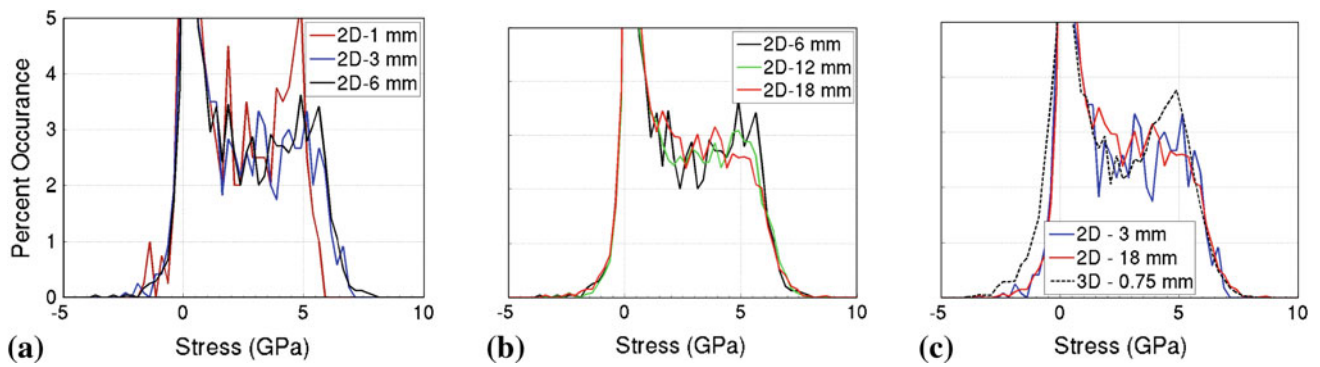 5
4
3
2
1
0
Percent Occurance
2D-1 mm
2D-3 mm
2D-6 mm
-5 0 5 10
(a) Stress (GPa)
2D-6 mm
2D-12 mm
2D-18 mm
-5 0 5 10
(b) Stress (GPa)
2D - 3 mm
2D - 18 mm
3D - 0.75 mm
-5 0 5 10
(c) Stress (GPa)